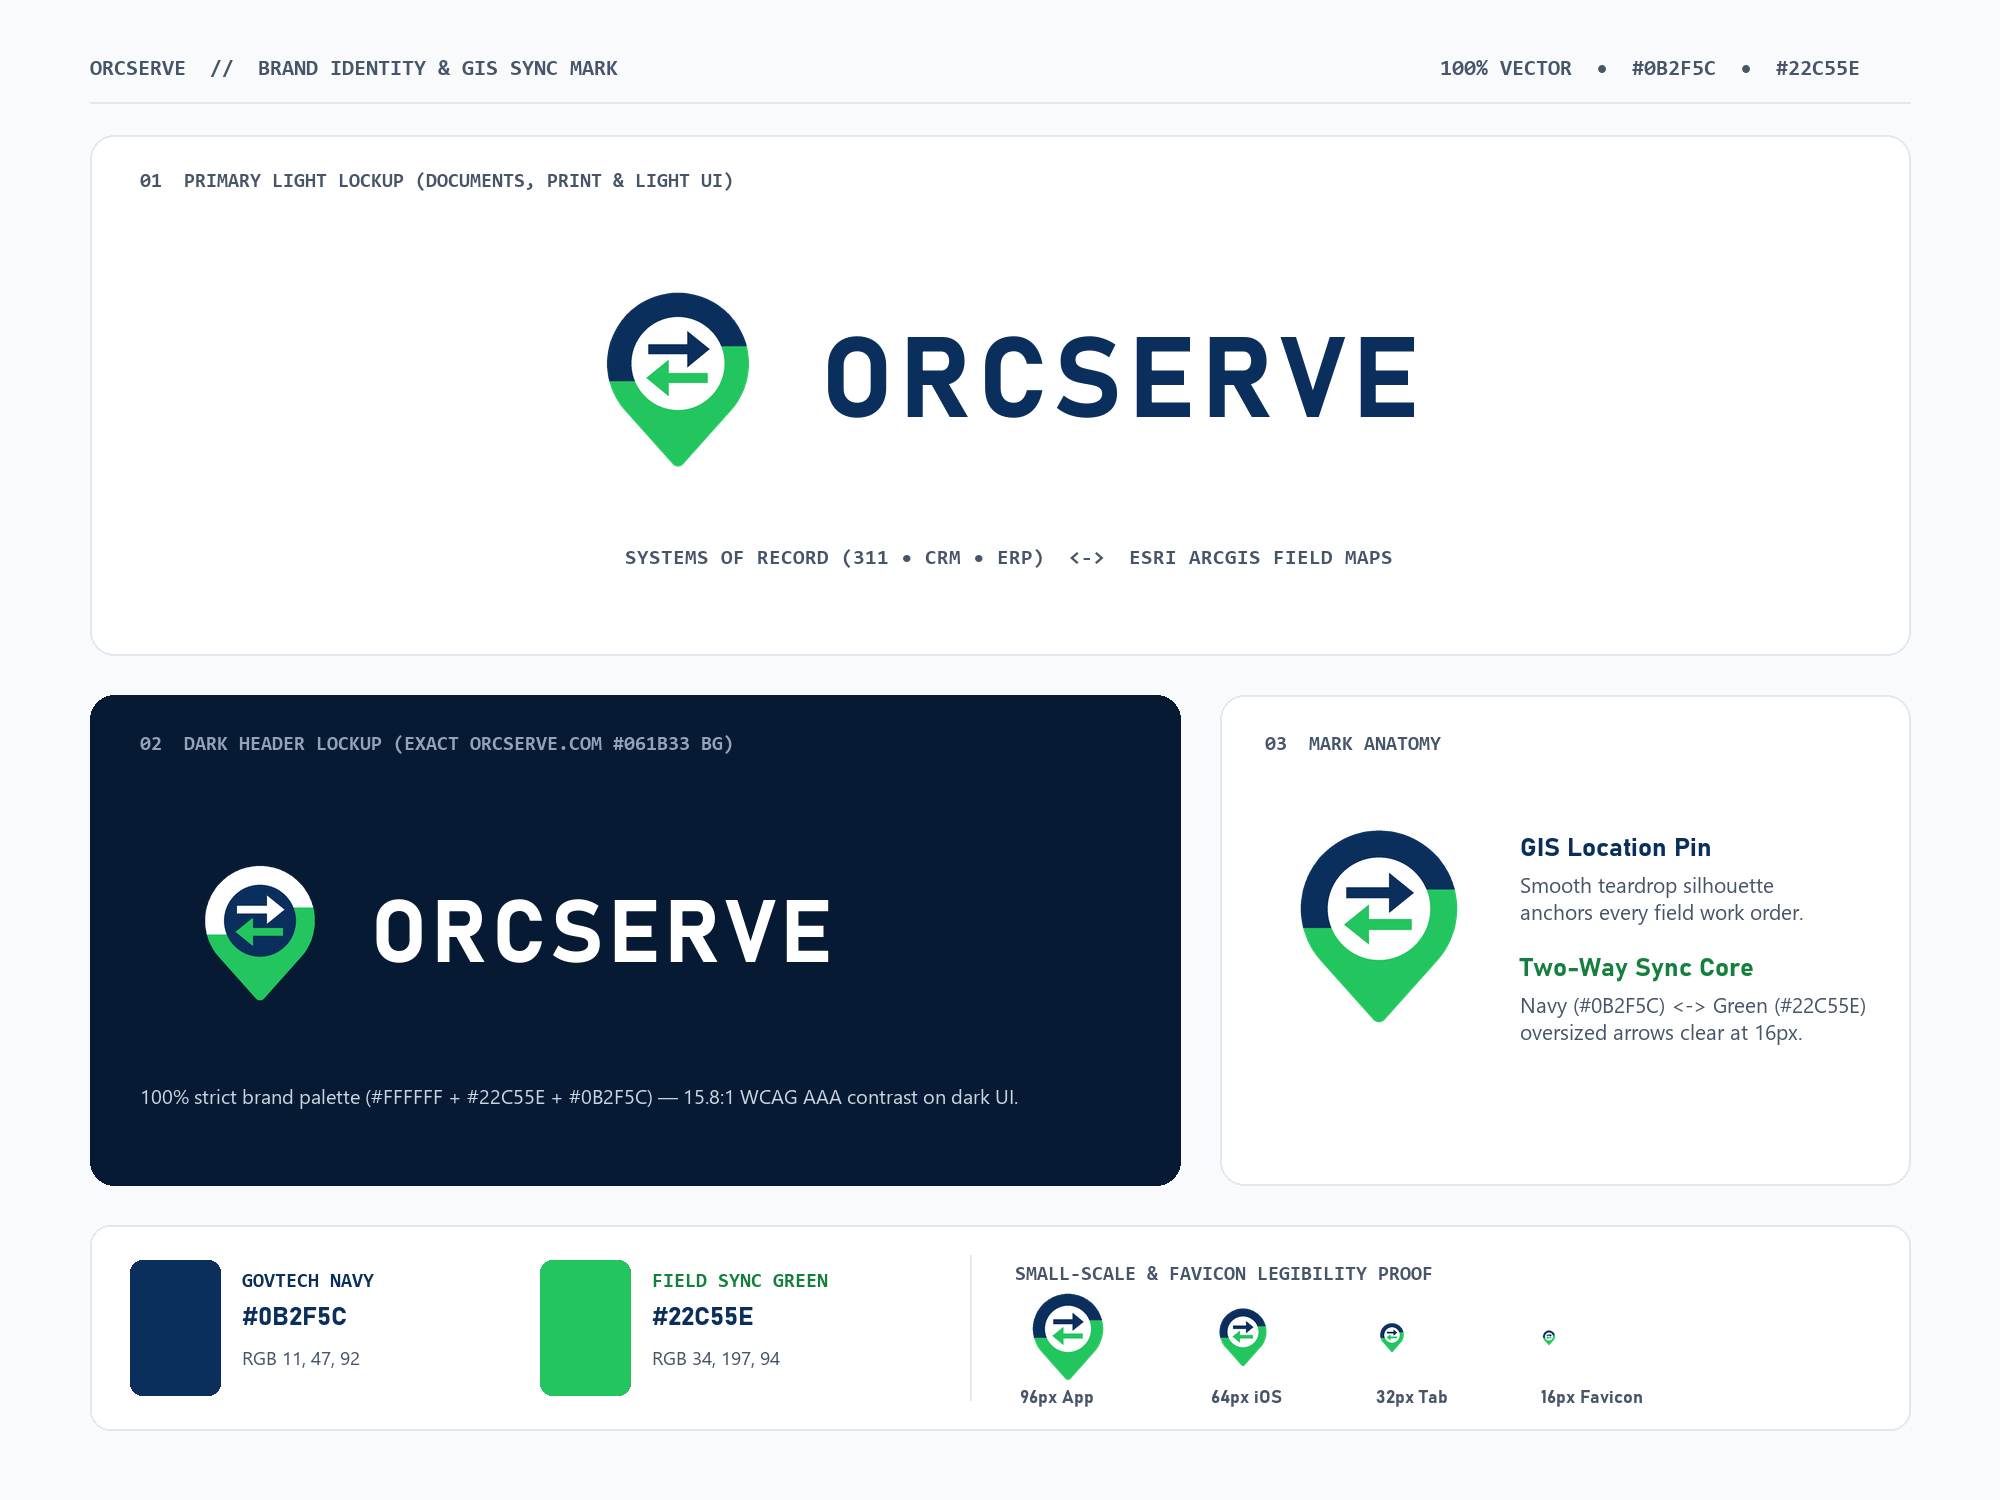 ORCSERVE // BRAND IDENTITY & GIS SYNC MARK
100% VECTOR • #0B2F5C • #22C55E
01 PRIMARY LIGHT LOCKUP (DOCUMENTS, PRINT & LIGHT UI)
ORCSERVE
SYSTEMS OF RECORD (311 • CRM • ERP) <-> ESRI ARCGIS FIELD MAPS
02 DARK HEADER LOCKUP (EXACT ORCSERVE.COM #061B33 BG)
ORCSERVE
100% strict brand palette (#FFFFFF + #22C55E + #0B2F5C) — 15.8:1 WCAG AAA contrast on dark UI.
03 MARK ANATOMY
GIS Location Pin
Smooth teardrop silhouette
anchors every field work order.
Two-Way Sync Core
Navy (#0B2F5C) <-> Green (#22C55E)
oversized arrows clear at 16px.
GOVTECH NAVY
#0B2F5C
RGB 11, 47, 92
FIELD SYNC GREEN
#22C55E
RGB 34, 197, 94
SMALL-SCALE & FAVICON LEGIBILITY PROOF
96px App
64px iOS
32px Tab
16px Favicon